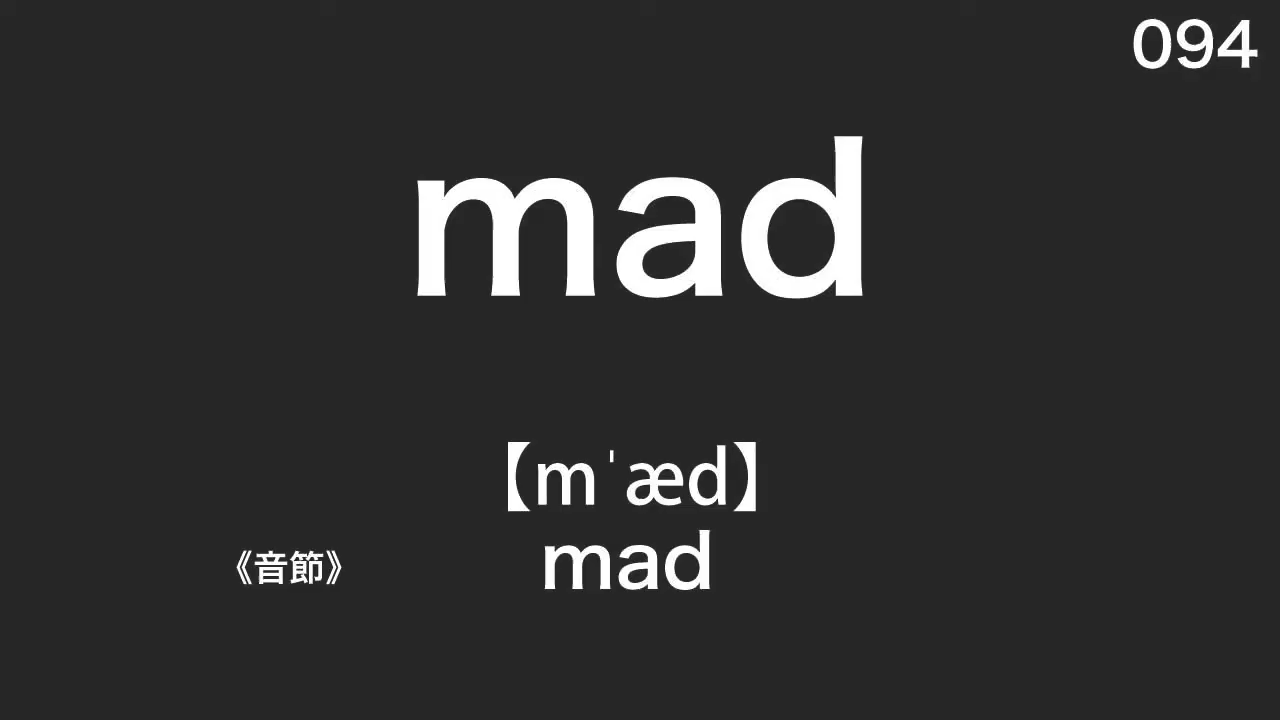 094
mad
【mˈæd】
《音節》 mad